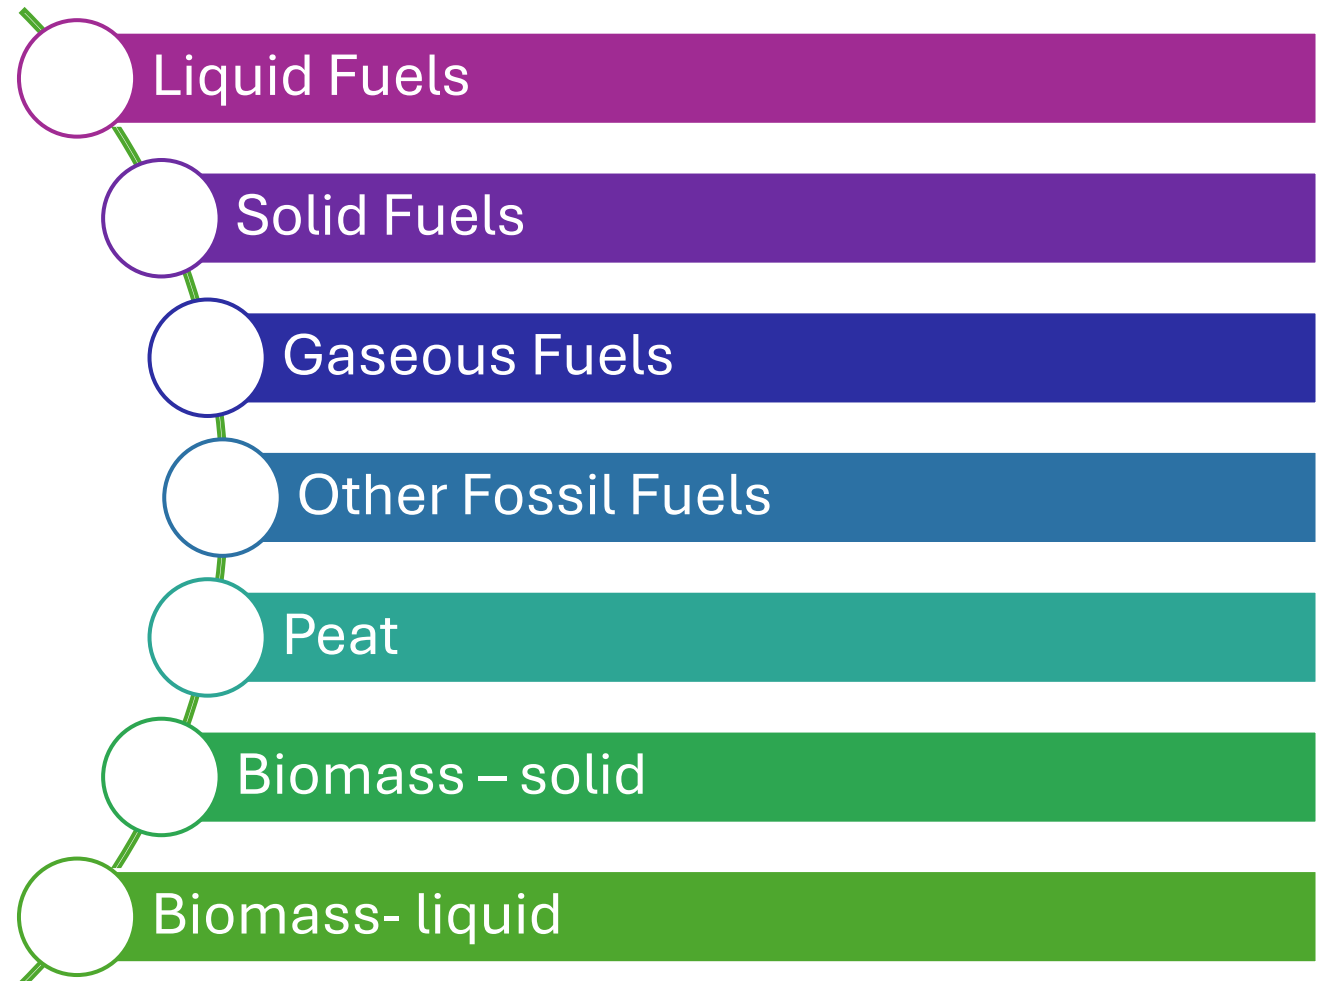 Liquid Fuels
Solid Fuels
Gaseous Fuels
Other Fossil Fuels
Peat
Biomass – solid
Biomass- liquid